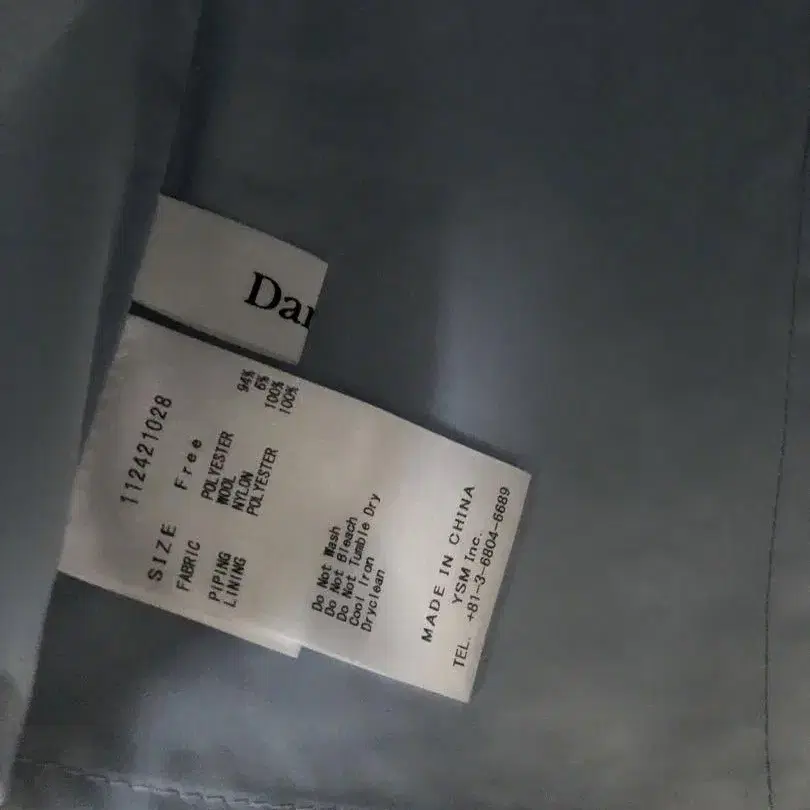 Dar
112421028
SIZE Free
FABRIC POLYESTER 94%
WOOL 6%
PIPING NYLON 100%
LINING POLYESTER 100%
Do Not Wash
Do Not Bleach
Do Not Tumble Dry
Cool Iron
Dryclean
MADE IN CHINA
YSM Inc.
TEL. +81-3-6804-6689